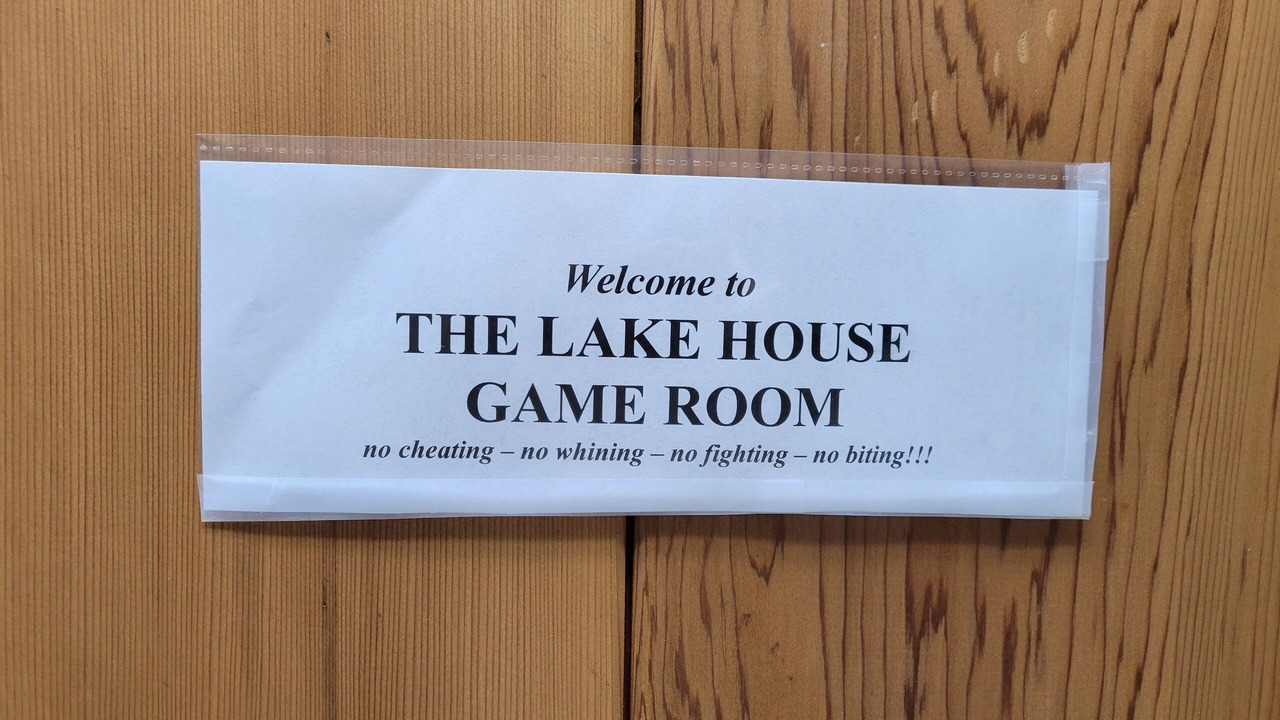 Welcome to
THE LAKE HOUSE
GAME ROOM
no cheating – no whining – no fighting – no biting!!!